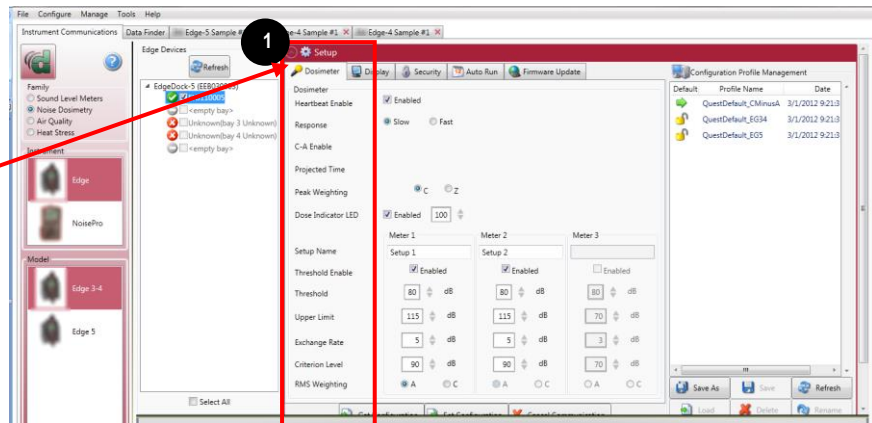 File Configure Manage Tools Help
Instrument Communications Data Finder Edge-5 Sample # e-4 Sample #1 Edge-4 Sample #1
1
Edge Devices
Refresh
EdgeDock-5
<empty bay>
Unknown(bay 3 Unknown)
Unknown(bay 4 Unknown)
<empty bay>
Select All
Family
Sound Level Meters
Noise Dosimetry
Air Quality
Heat Stress
Instrument
Edge
NoisePro
Model
Edge 3-4
Edge 5
Setup
Dosimeter Display Security Auto Run Firmware Update
Dosimeter
Heartbeat Enable Enabled
Response Slow Fast
C-A Enable
Projected Time
Peak Weighting C Z
Dose Indicator LED Enabled 100
Meter 1 Meter 2 Meter 3
Setup Name Setup 1 Setup 2
Threshold Enable Enabled Enabled Enabled
Threshold 80 dB 80 dB 80 dB
Upper Limit 115 dB 115 dB 70 dB
Exchange Rate 5 dB 5 dB 3 dB
Criterion Level 90 dB 90 dB 70 dB
RMS Weighting A C A C A C
Configuration Profile Management
Default Profile Name Date
QuestDefault_CMinusA 3/1/2012 9:21:3
QuestDefault_EG34 3/1/2012 9:21:3
QuestDefault_EG5 3/1/2012 9:21:3
Save As Save Refresh
Load Delete Rename